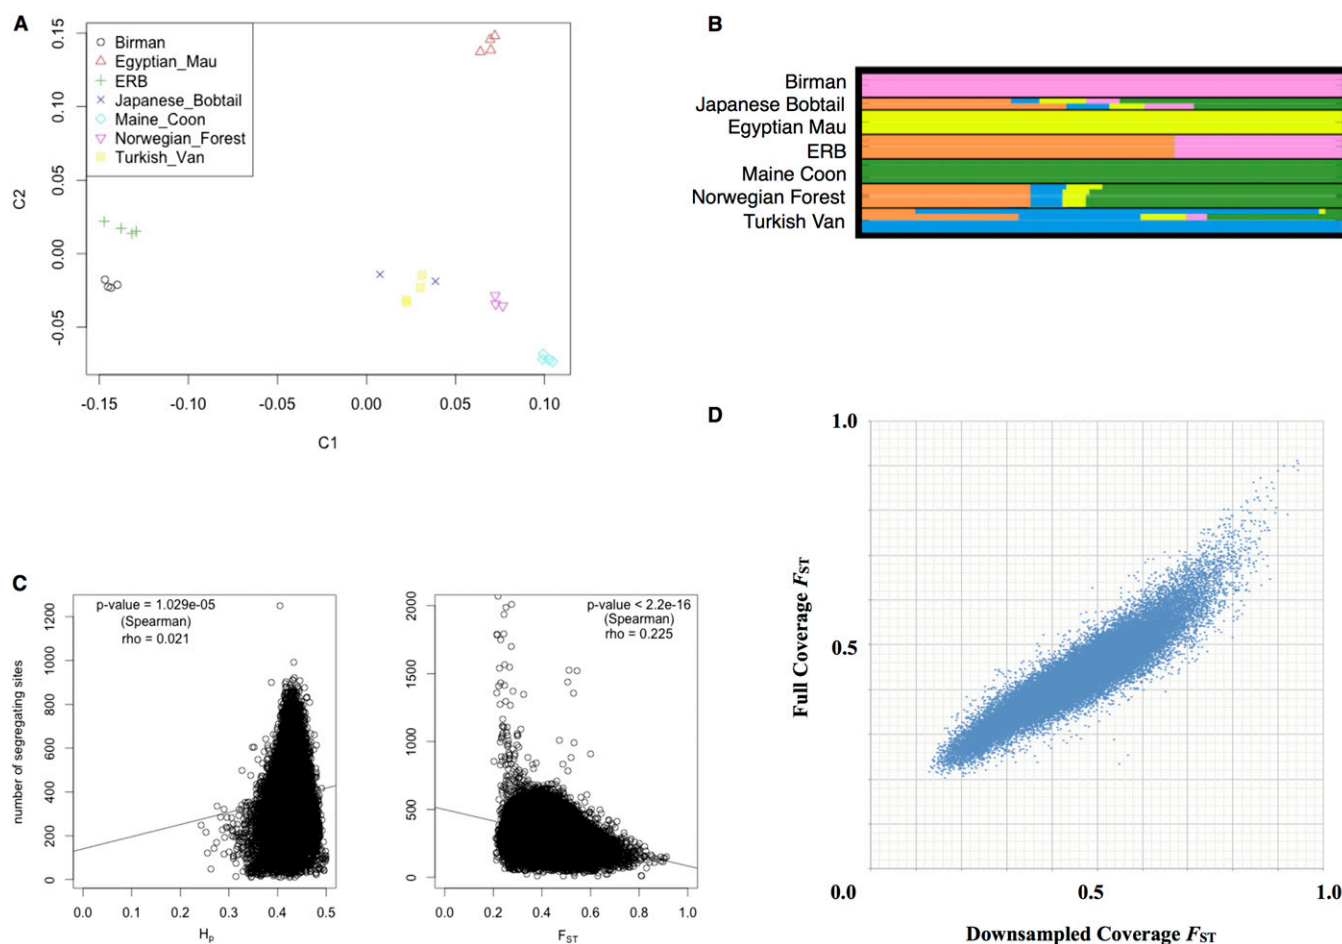 A
Birman
Egyptian_Mau
ERB
Japanese_Bobtail
Maine_Coon
Norwegian_Forest
Turkish_Van
C2
0.15
0.10
0.05
0.00
-0.05
-0.15
-0.10
-0.05
0.00
0.05
0.10
C1
B
Birman
Japanese Bobtail
Egyptian Mau
ERB
Maine Coon
Norwegian Forest
Turkish Van
C
p-value = 1.029e-05
(Spearman)
rho = 0.021
number of segregating sites
1200
1000
800
600
400
200
0
0.0
0.1
0.2
0.3
0.4
0.5
Hp
p-value < 2.2e-16
(Spearman)
rho = 0.225
2000
1500
1000
500
0
0.0
0.2
0.4
0.6
0.8
1.0
FST
D
1.0
Full Coverage FST
0.5
0.0
0.5
1.0
Downsampled Coverage FST